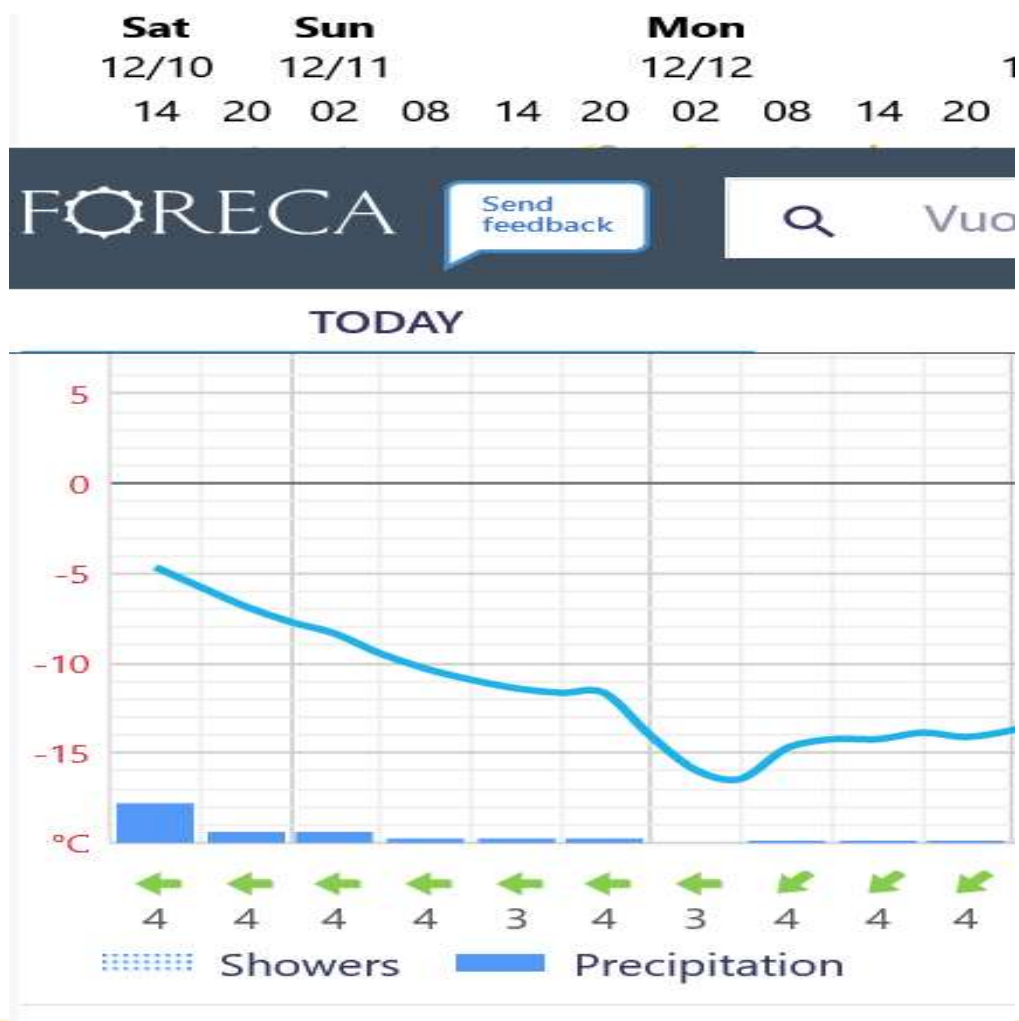 Sat Sun Mon
12/10 12/11 12/12 1
14 20 02 08 14 20 02 08 14 20
FORECA
Send
feedback
Vuo
TODAY
5
0
-5
-10
-15
°C
4 4 4 4 3 4 3 4 4 4
Showers Precipitation